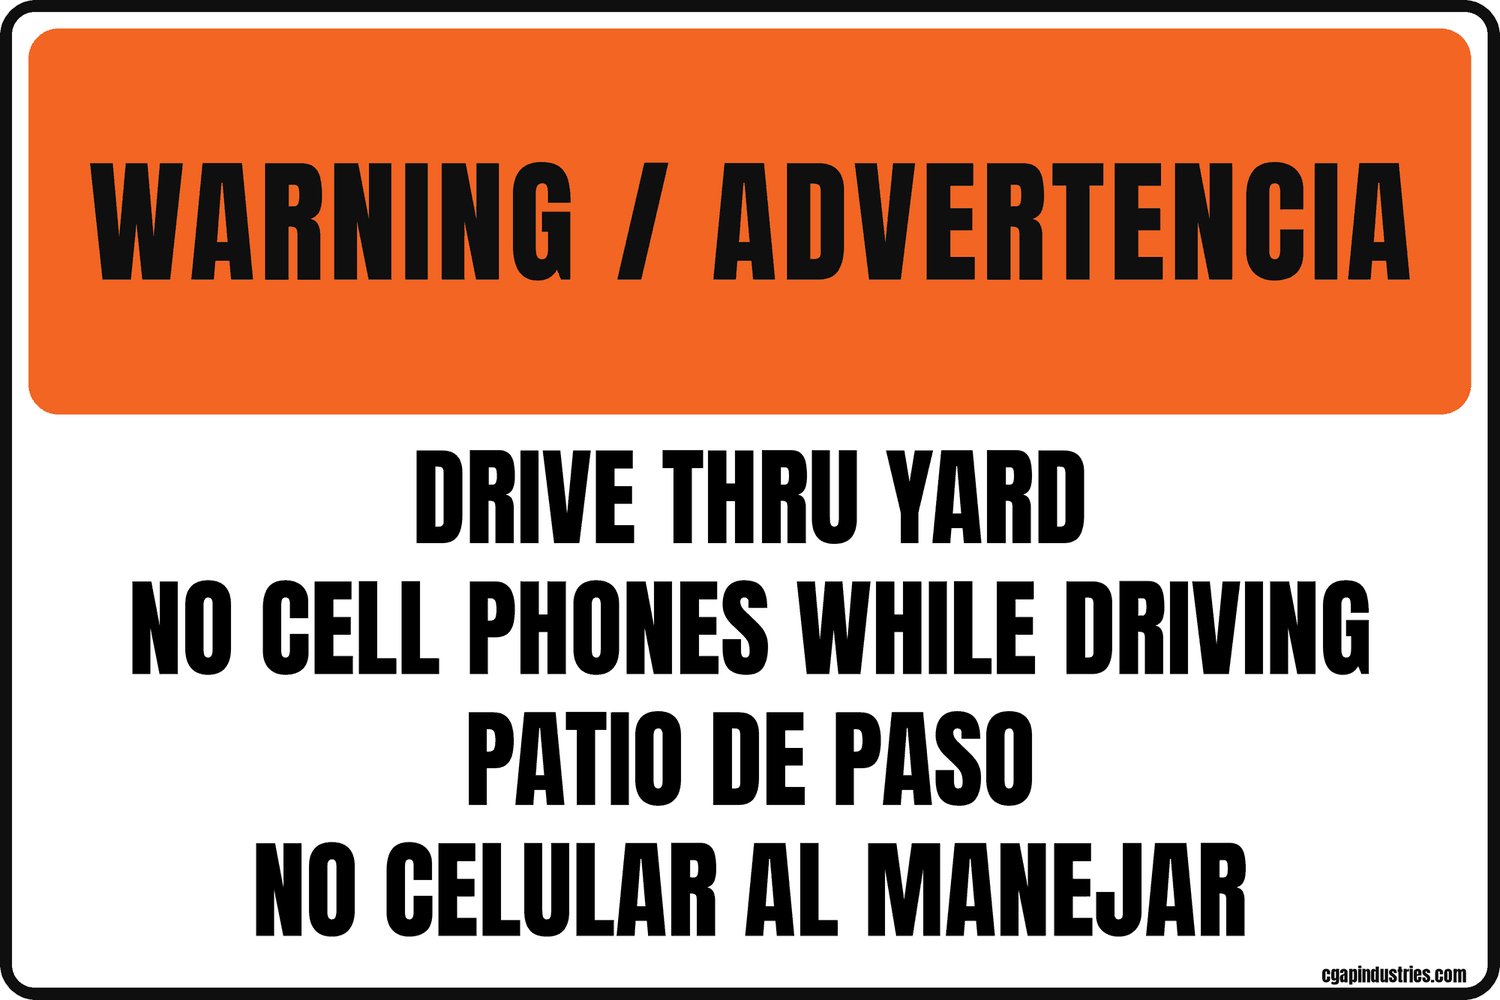 WARNING / ADVERTENCIA
DRIVE THRU YARD
NO CELL PHONES WHILE DRIVING
PATIO DE PASO
NO CELULAR AL MANEJAR
cgapindustries.com